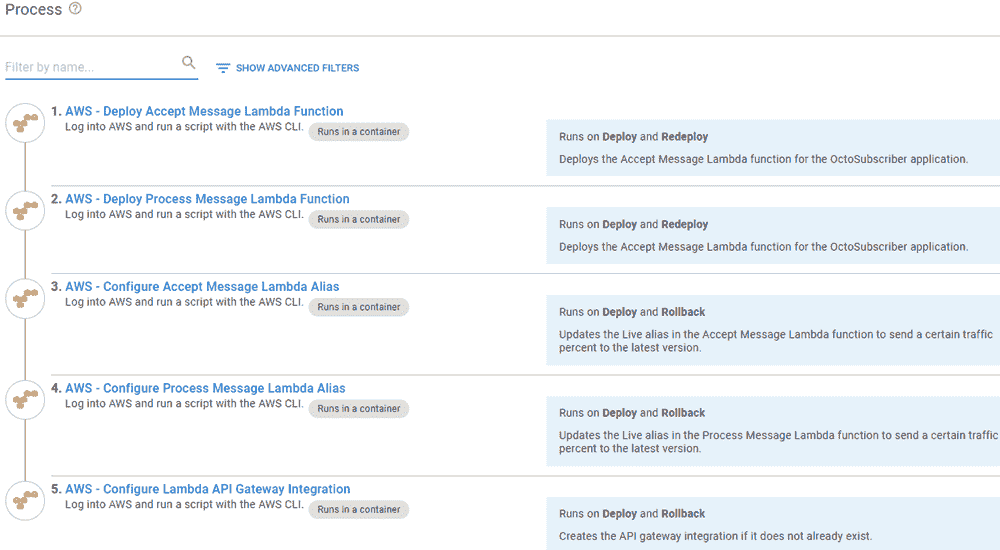 Process ?
Filter by name...
SHOW ADVANCED FILTERS
1. AWS - Deploy Accept Message Lambda Function
Log into AWS and run a script with the AWS CLI. Runs in a container
Runs on Deploy and Redeploy
Deploys the Accept Message Lambda function for the OctoSubscriber application.
2. AWS - Deploy Process Message Lambda Function
Log into AWS and run a script with the AWS CLI. Runs in a container
Runs on Deploy and Redeploy
Deploys the Accept Message Lambda function for the OctoSubscriber application.
3. AWS - Configure Accept Message Lambda Alias
Log into AWS and run a script with the AWS CLI. Runs in a container
Runs on Deploy and Rollback
Updates the Live alias in the Accept Message Lambda function to send a certain traffic
percent to the latest version.
4. AWS - Configure Process Message Lambda Alias
Log into AWS and run a script with the AWS CLI. Runs in a container
Runs on Deploy and Rollback
Updates the Live alias in the Process Message Lambda function to send a certain traffic
percent to the latest version.
5. AWS - Configure Lambda API Gateway Integration
Log into AWS and run a script with the AWS CLI. Runs in a container
Runs on Deploy and Rollback
Creates the API gateway integration if it does not already exist.